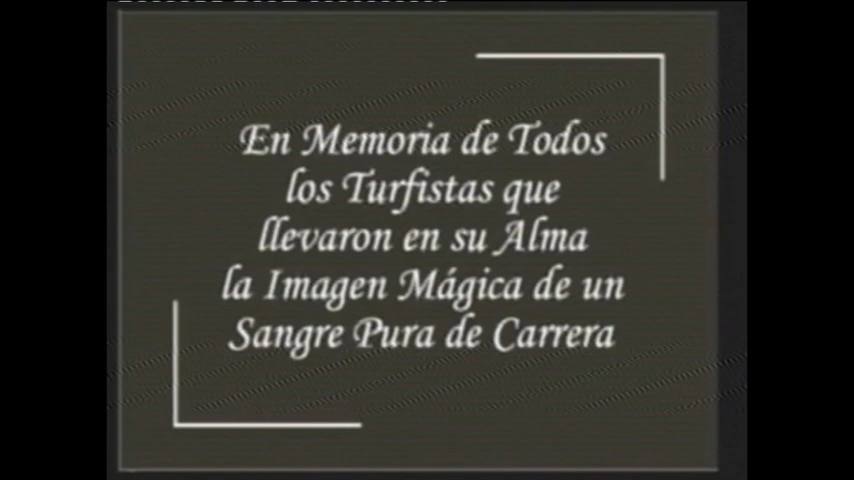 En Memoria de Todos
los Turfistas que
llevaron en su Alma
la Imagen Mágica de un
Sangre Pura de Carrera